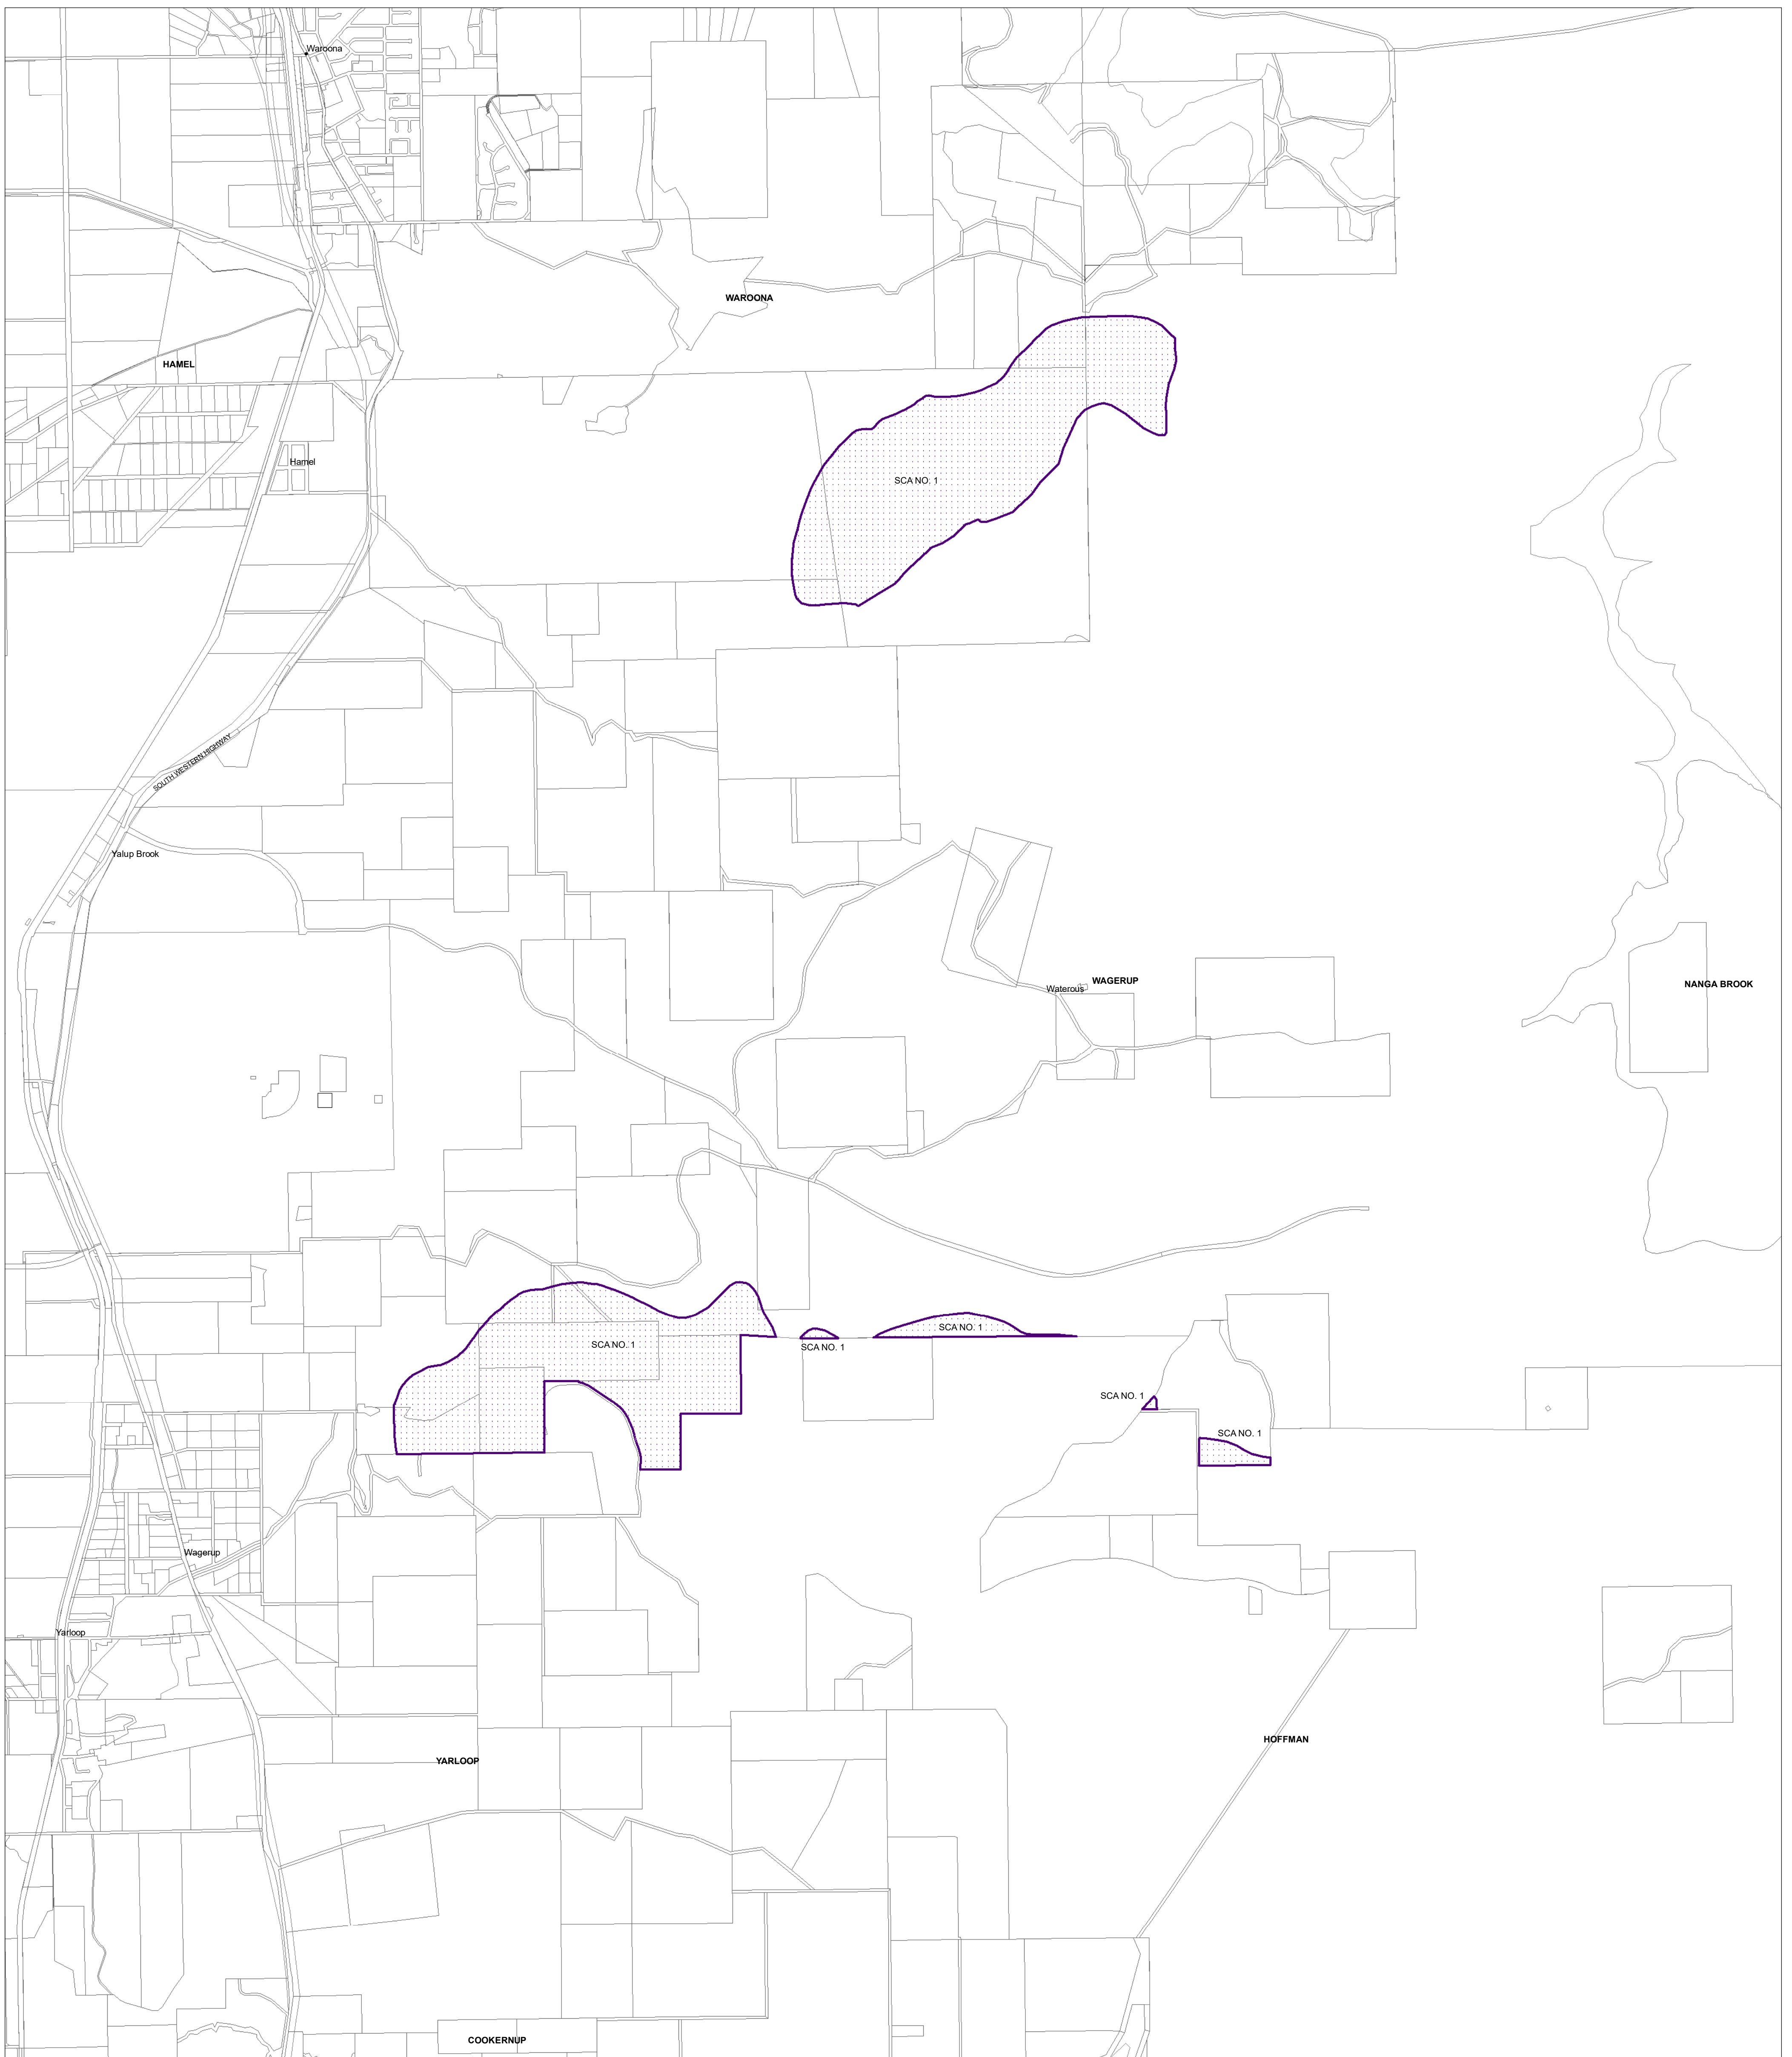 Waroona
WAROONA
HAMEL
Hamel
SCA NO. 1
SOUTH WESTERN HIGHWAY
Yalup Brook
WAGERUP
Waterous
NANGA BROOK
SCA NO. 1
SCA NO. 1
SCA NO. 1
SCA NO. 1
SCA NO. 1
Wagerup
Yarloop
HOFFMAN
YARLOOP
COOKERNUP